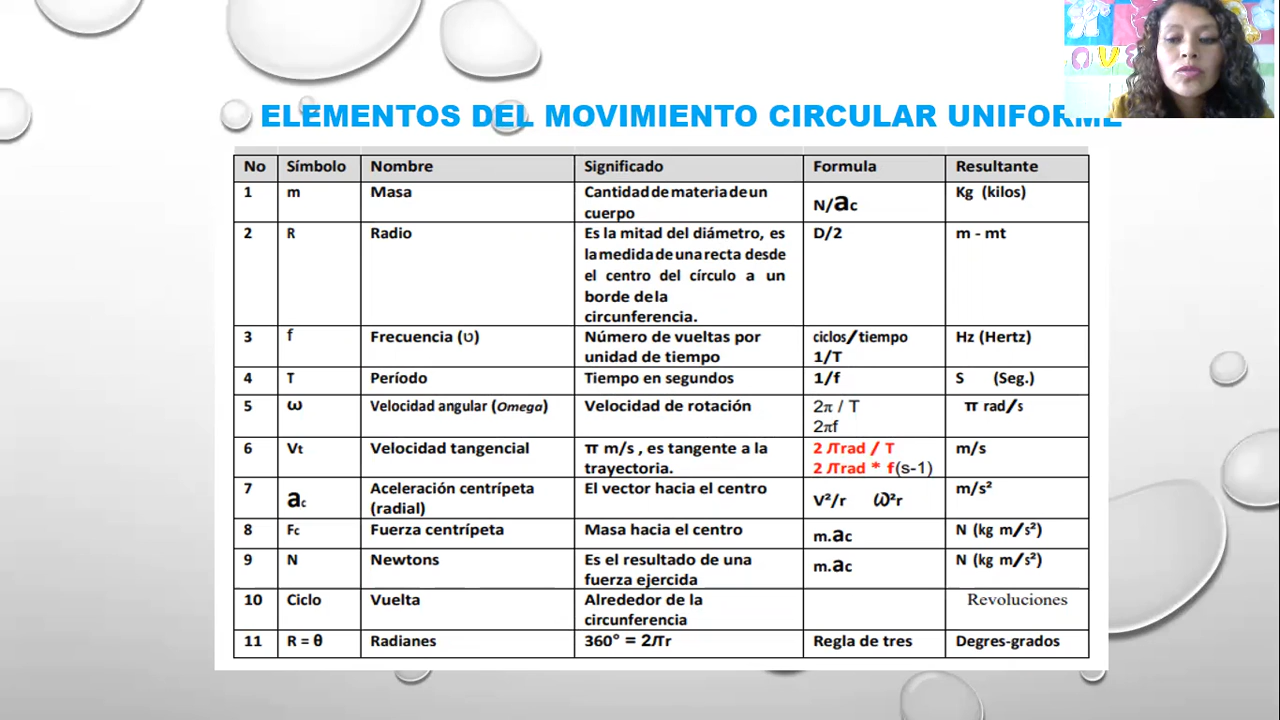 ELEMENTOS DEL MOVIMIENTO CIRCULAR UNIFORME
No Símbolo Nombre Significado Formula Resultante
1 m Masa Cantidad de materia de un cuerpo N/ac Kg (kilos)
2 R Radio Es la mitad del diámetro, es la medida de una recta desde el centro del círculo a un borde de la circunferencia. D/2 m - mt
3 f Frecuencia (ʋ) Número de vueltas por unidad de tiempo ciclos/tiempo 1/T Hz (Hertz)
4 T Período Tiempo en segundos 1/f S (Seg.)
5 ω Velocidad angular (Omega) Velocidad de rotación 2π / T 2πf π rad/s
6 Vt Velocidad tangencial π m/s , es tangente a la trayectoria. 2 πrad / T 2 πrad * f(s-1) m/s
7 ac Aceleración centrípeta (radial) El vector hacia el centro V²/r ω²r m/s²
8 Fc Fuerza centrípeta Masa hacia el centro m.ac N (kg m/s²)
9 N Newtons Es el resultado de una fuerza ejercida m.ac N (kg m/s²)
10 Ciclo Vuelta Alrededor de la circunferencia Revoluciones
11 R = θ Radianes 360° = 2πr Regla de tres Degres-grados